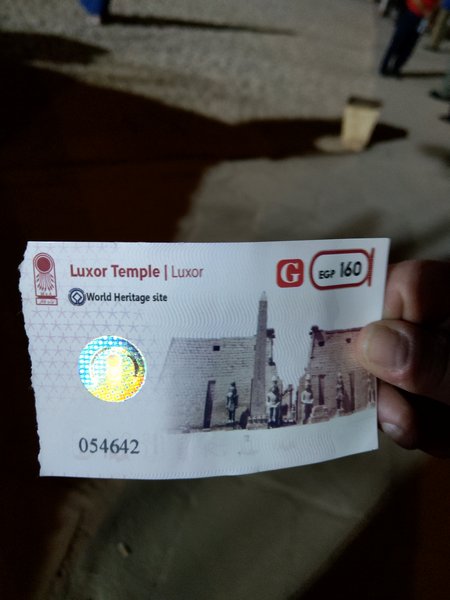 Luxor Temple | Luxor
G
EGP 160
World Heritage site
054642